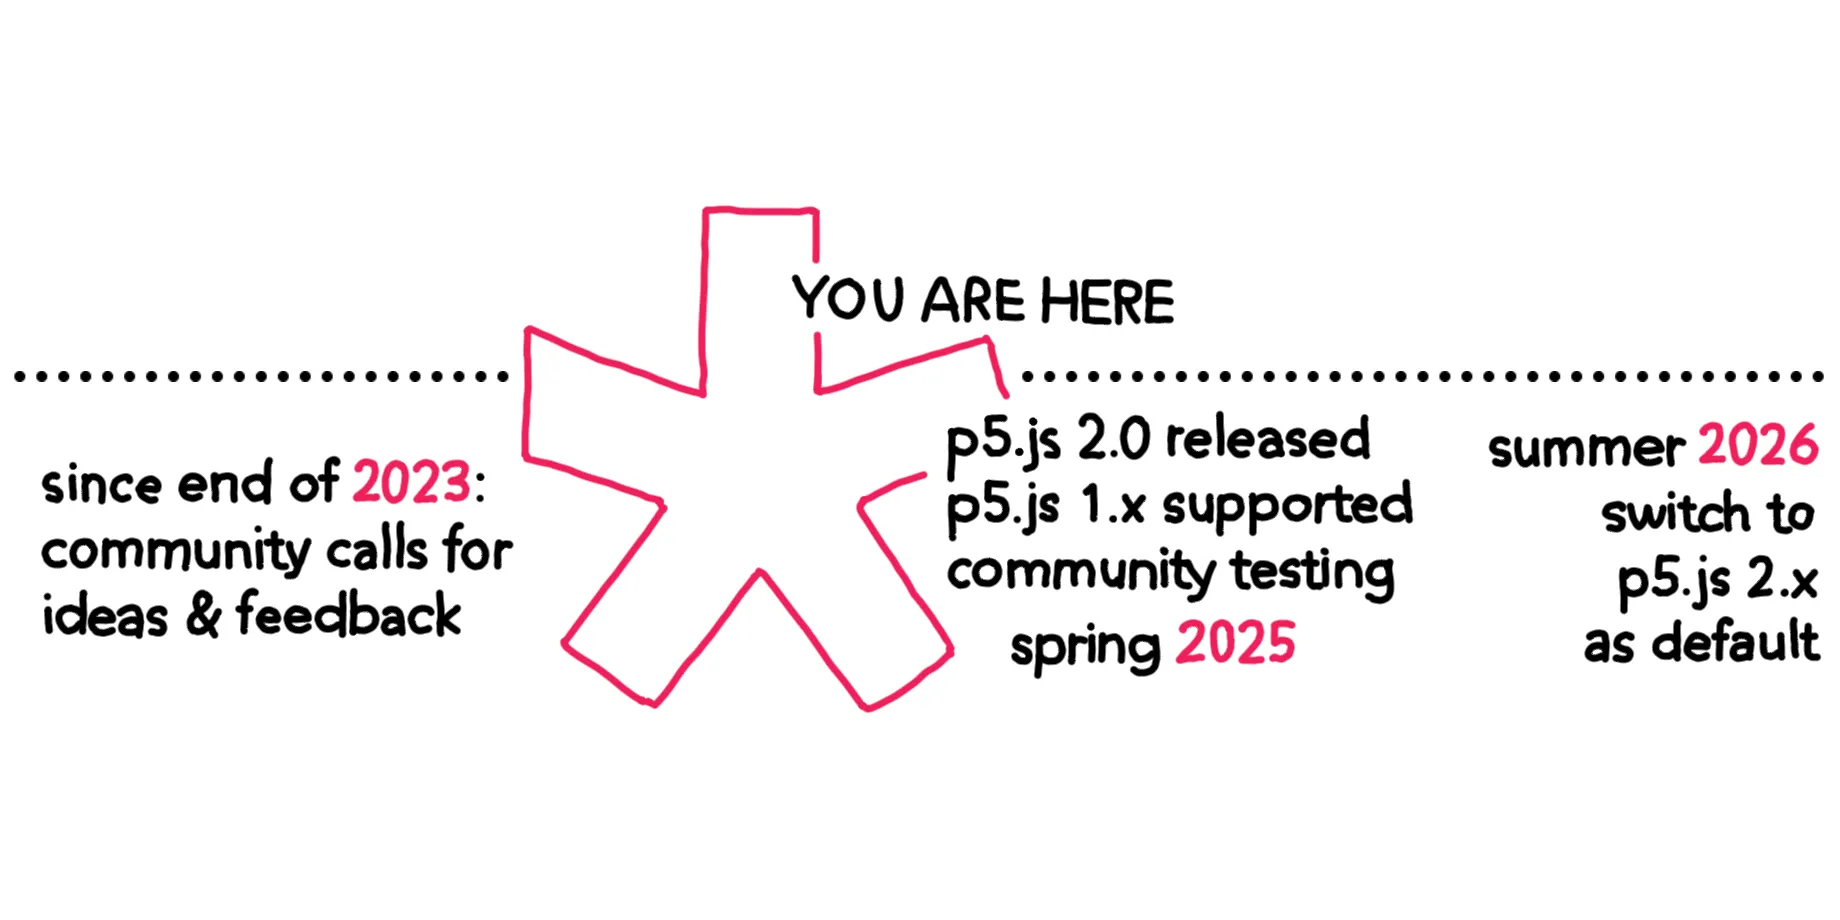 YOU ARE HERE
since end of 2023:
community calls for
ideas & feedback
p5.js 2.0 released
p5.js 1.x supported
community testing
spring 2025
summer 2026
switch to
p5.js 2.x
as default